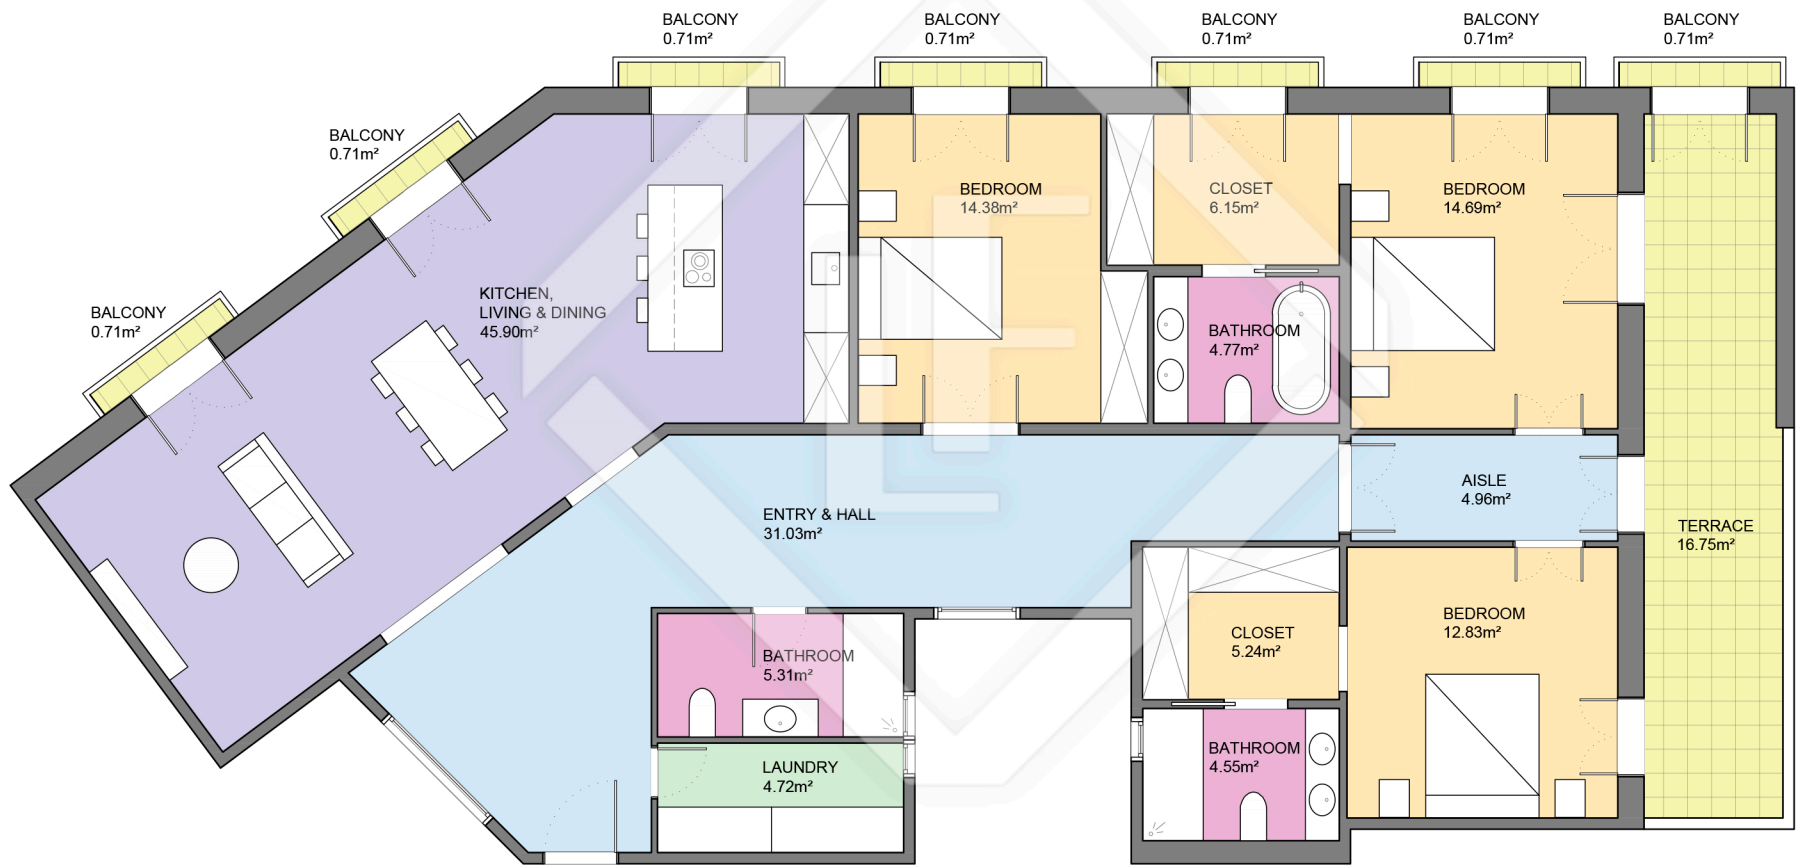 BALCONY
0.71m²
BALCONY
0.71m²
BALCONY
0.71m²
BALCONY
0.71m²
BALCONY
0.71m²
BALCONY
0.71m²
BALCONY
0.71m²
BEDROOM
14.38m²
CLOSET
6.15m²
BEDROOM
14.69m²
KITCHEN,
LIVING & DINING
45.90m²
BATHROOM
4.77m²
ENTRY & HALL
31.03m²
AISLE
4.96m²
TERRACE
16.75m²
BATHROOM
5.31m²
CLOSET
5.24m²
BEDROOM
12.83m²
LAUNDRY
4.72m²
BATHROOM
4.55m²